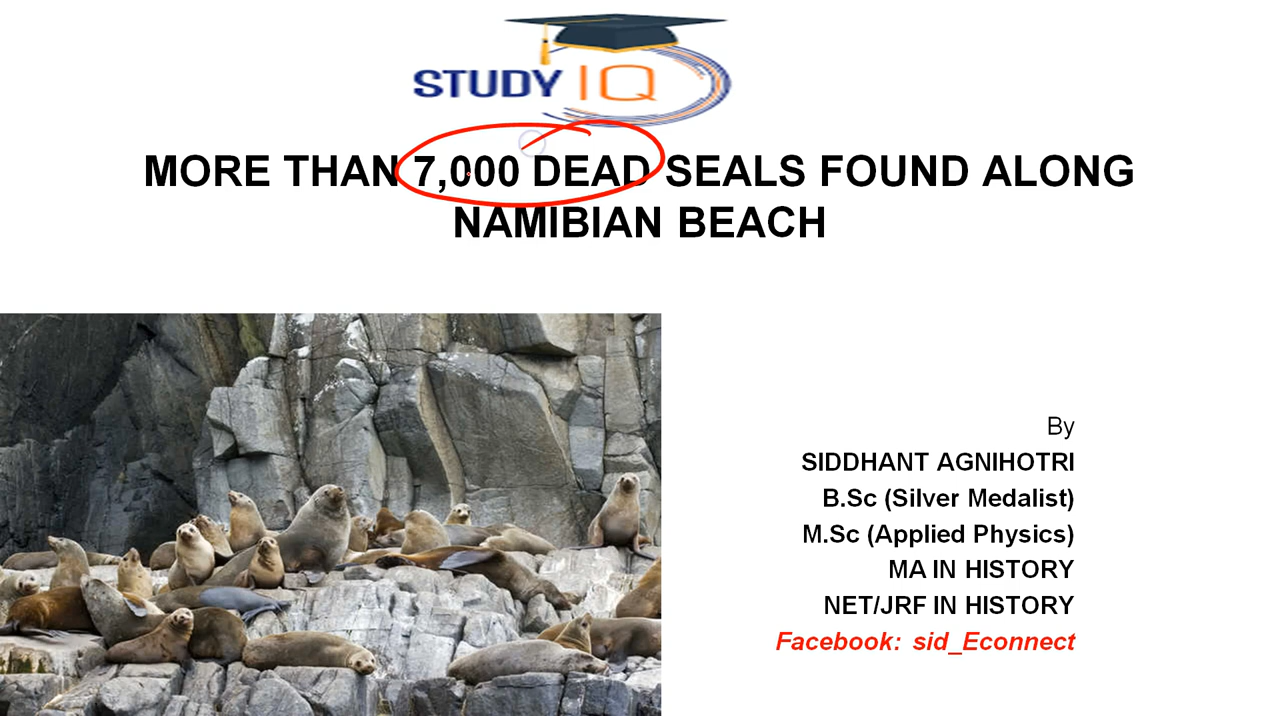 STUDY IQ
MORE THAN 7,000 DEAD SEALS FOUND ALONG
NAMIBIAN BEACH
By
SIDDHANT AGNIHOTRI
B.Sc (Silver Medalist)
M.Sc (Applied Physics)
MA IN HISTORY
NET/JRF IN HISTORY
Facebook: sid_Econnect